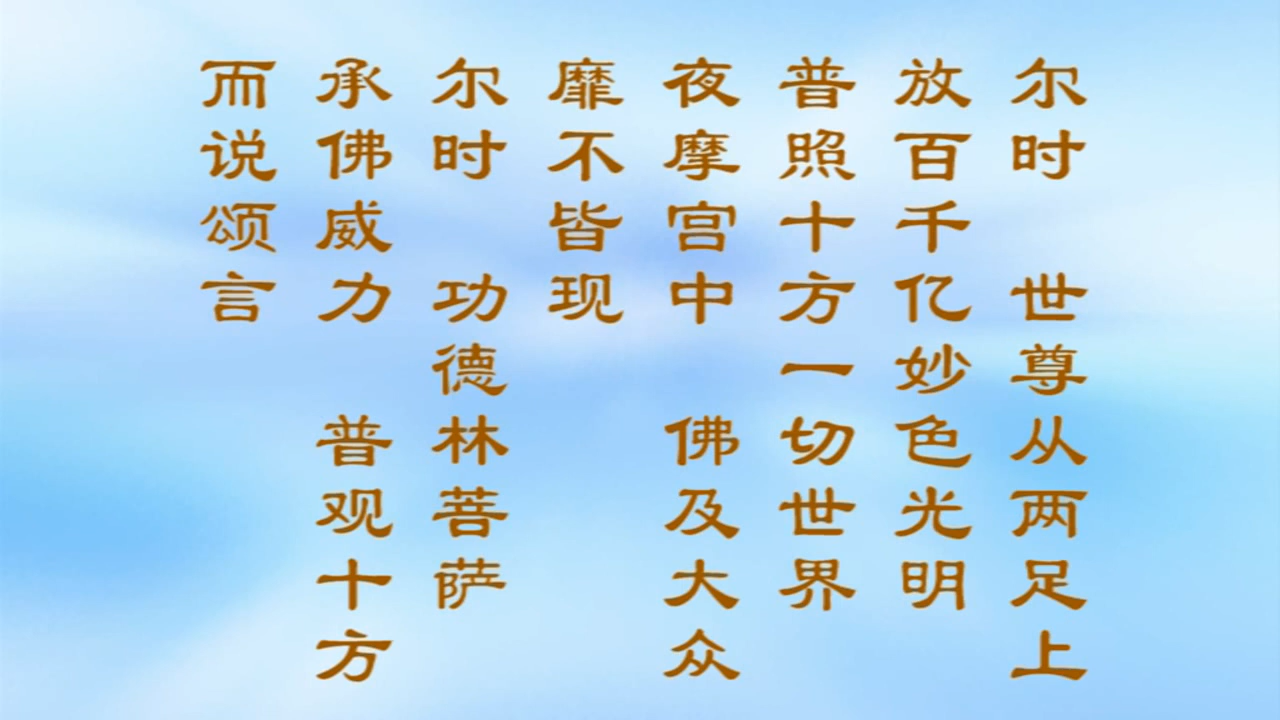 尔时 世尊从两足上
放百千亿妙色光明
普照十方一切世界
夜摩宫中 佛及大众
靡不皆现
尔时 功德林菩萨
承佛威力 普观十方
而说颂言